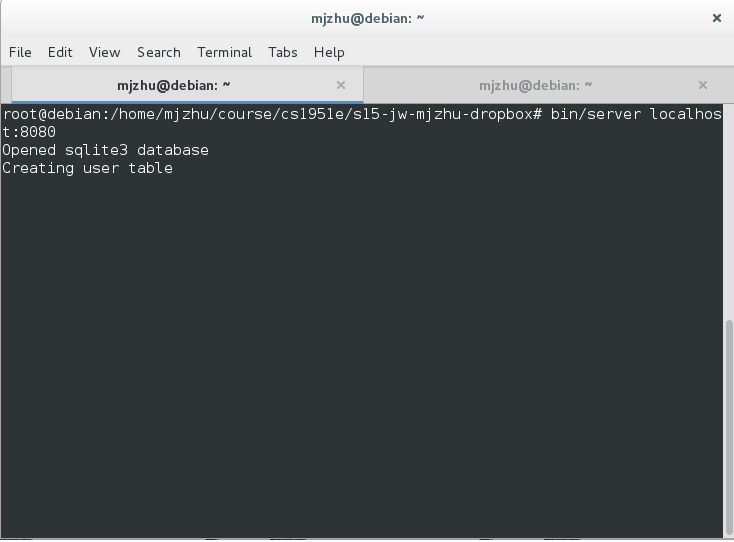 mjzhu@debian: ~
File Edit View Search Terminal Tabs Help
mjzhu@debian: ~ mjzhu@debian: ~
root@debian:/home/mjzhu/course/cs1951e/s15-jw-mjzhu-dropbox# bin/server localhos
t:8080
Opened sqlite3 database
Creating user table